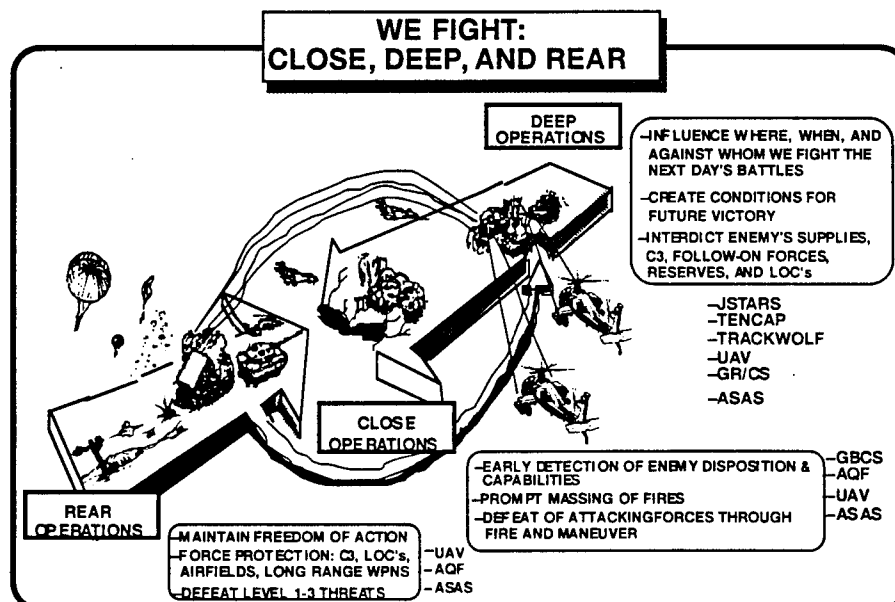 WE FIGHT:
CLOSE, DEEP, AND REAR
DEEP
OPERATIONS
-INFLUENCE WHERE, WHEN, AND
AGAINST WHOM WE FIGHT THE
NEXT DAY'S BATTLES
-CREATE CONDITIONS FOR
FUTURE VICTORY
-INTERDICT ENEMY'S SUPPLIES,
C3, FOLLOW-ON FORCES,
RESERVES, AND LOC's
-JSTARS
-TENCAP
-TRACKWOLF
-UAV
-GR/CS
-ASAS
CLOSE
OPERATIONS
-EARLY DETECTION OF ENEMY DISPOSITION &
CAPABILITIES
-PROMPT MASSING OF FIRES
-DEFEAT OF ATTACKING FORCES THROUGH
FIRE AND MANEUVER
-GBCS
-AQF
-UAV
-ASAS
REAR
OPERATIONS
-MAINTAIN FREEDOM OF ACTION
-FORCE PROTECTION: C3, LOC's,
AIRFIELDS, LONG RANGE WPNS
-DEFEAT LEVEL 1-3 THREATS
-UAV
-AQF
-ASAS